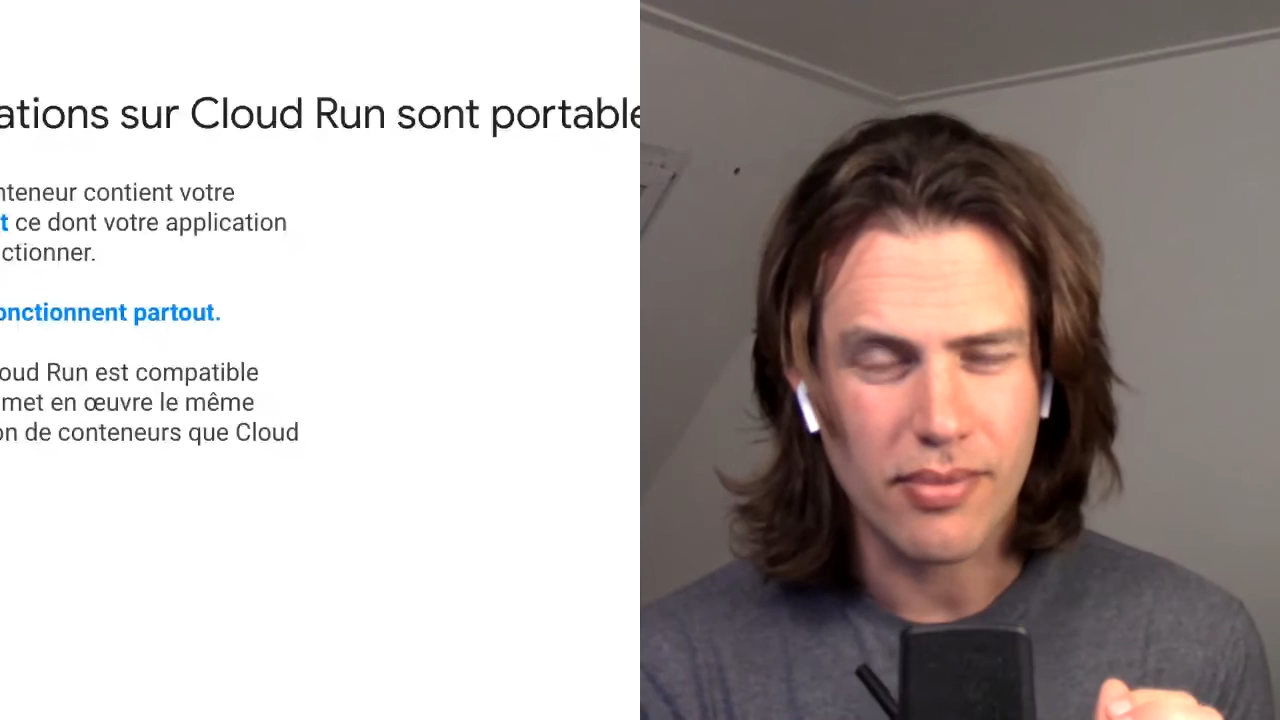 ations sur Cloud Run sont portable
nteneur contient votre
t ce dont votre application
ctionner.
onctionnent partout.
oud Run est compatible
met en œuvre le même
on de conteneurs que Cloud